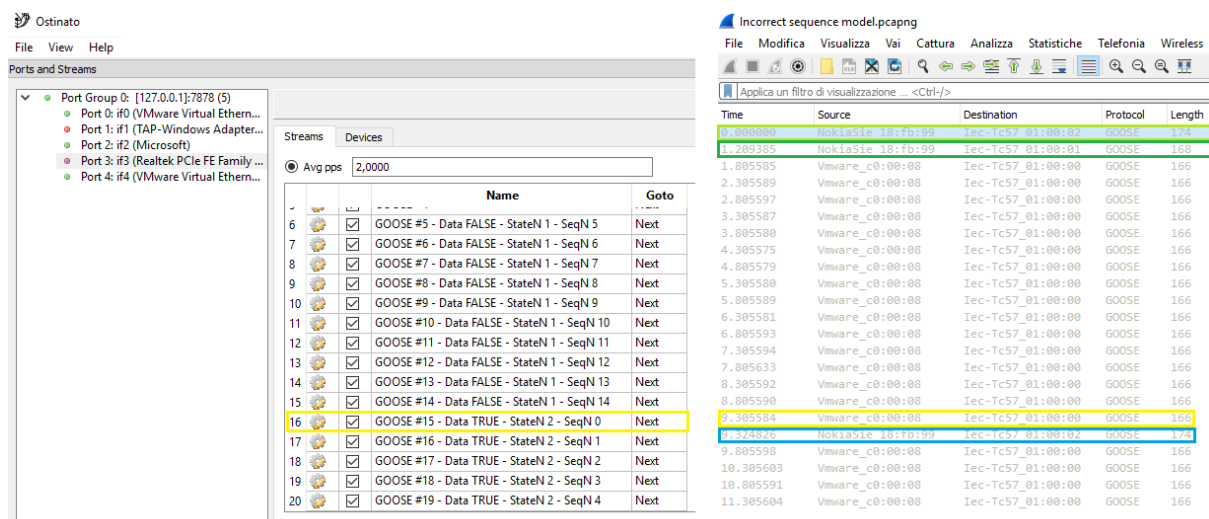 Ostinato
File View Help
Ports and Streams
Port Group 0: [127.0.0.1]:7878 (5)
Port 0: if0 (VMware Virtual Ethern...
Port 1: if1 (TAP-Windows Adapter...
Port 2: if2 (Microsoft)
Port 3: if3 (Realtek PCIe FE Family ...
Port 4: if4 (VMware Virtual Ethern...
Streams Devices
Avg pps 2,0000
Name Goto
6 GOOSE #5 - Data FALSE - StateN 1 - SeqN 5 Next
7 GOOSE #6 - Data FALSE - StateN 1 - SeqN 6 Next
8 GOOSE #7 - Data FALSE - StateN 1 - SeqN 7 Next
9 GOOSE #8 - Data FALSE - StateN 1 - SeqN 8 Next
10 GOOSE #9 - Data FALSE - StateN 1 - SeqN 9 Next
11 GOOSE #10 - Data FALSE - StateN 1 - SeqN 10 Next
12 GOOSE #11 - Data FALSE - StateN 1 - SeqN 11 Next
13 GOOSE #12 - Data FALSE - StateN 1 - SeqN 12 Next
14 GOOSE #13 - Data FALSE - StateN 1 - SeqN 13 Next
15 GOOSE #14 - Data FALSE - StateN 1 - SeqN 14 Next
16 GOOSE #15 - Data TRUE - StateN 2 - SeqN 0 Next
17 GOOSE #16 - Data TRUE - StateN 2 - SeqN 1 Next
18 GOOSE #17 - Data TRUE - StateN 2 - SeqN 2 Next
19 GOOSE #18 - Data TRUE - StateN 2 - SeqN 3 Next
20 GOOSE #19 - Data TRUE - StateN 2 - SeqN 4 Next
Incorrect sequence model.pcapng
File Modifica Visualizza Vai Cattura Analizza Statistiche Telefonia Wireless
Applica un filtro di visualizzazione ... <Ctrl-/>
Time Source Destination Protocol Length
0.000000 NokiaSie_18:fb:99 Iec-Tc57_01:00:02 GOOSE 174
1.209385 NokiaSie_18:fb:99 Iec-Tc57_01:00:01 GOOSE 168
1.805585 Vmware_c0:00:08 Iec-Tc57_01:00:00 GOOSE 166
2.305589 Vmware_c0:00:08 Iec-Tc57_01:00:00 GOOSE 166
2.805597 Vmware_c0:00:08 Iec-Tc57_01:00:00 GOOSE 166
3.305587 Vmware_c0:00:08 Iec-Tc57_01:00:00 GOOSE 166
3.805580 Vmware_c0:00:08 Iec-Tc57_01:00:00 GOOSE 166
4.305575 Vmware_c0:00:08 Iec-Tc57_01:00:00 GOOSE 166
4.805579 Vmware_c0:00:08 Iec-Tc57_01:00:00 GOOSE 166
5.305580 Vmware_c0:00:08 Iec-Tc57_01:00:00 GOOSE 166
5.805589 Vmware_c0:00:08 Iec-Tc57_01:00:00 GOOSE 166
6.305581 Vmware_c0:00:08 Iec-Tc57_01:00:00 GOOSE 166
6.805593 Vmware_c0:00:08 Iec-Tc57_01:00:00 GOOSE 166
7.305594 Vmware_c0:00:08 Iec-Tc57_01:00:00 GOOSE 166
7.805633 Vmware_c0:00:08 Iec-Tc57_01:00:00 GOOSE 166
8.305592 Vmware_c0:00:08 Iec-Tc57_01:00:00 GOOSE 166
8.805590 Vmware_c0:00:08 Iec-Tc57_01:00:00 GOOSE 166
9.305584 Vmware_c0:00:08 Iec-Tc57_01:00:00 GOOSE 166
9.324826 NokiaSie_18:fb:99 Iec-Tc57_01:00:02 GOOSE 174
9.805598 Vmware_c0:00:08 Iec-Tc57_01:00:00 GOOSE 166
10.305603 Vmware_c0:00:08 Iec-Tc57_01:00:00 GOOSE 166
10.805591 Vmware_c0:00:08 Iec-Tc57_01:00:00 GOOSE 166
11.305604 Vmware_c0:00:08 Iec-Tc57_01:00:00 GOOSE 166